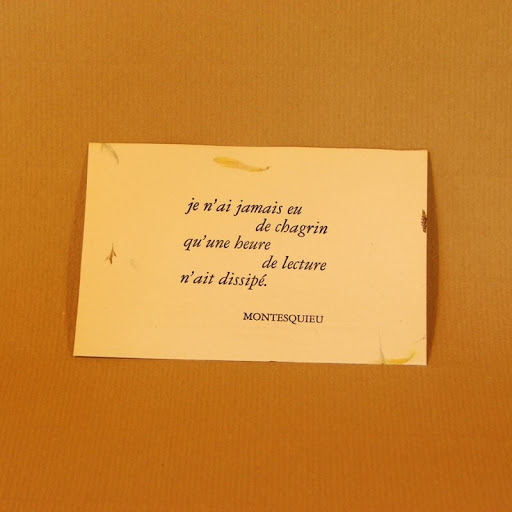 je n'ai jamais eu
de chagrin
qu'une heure
de lecture
n'ait dissipé.
MONTESQUIEU